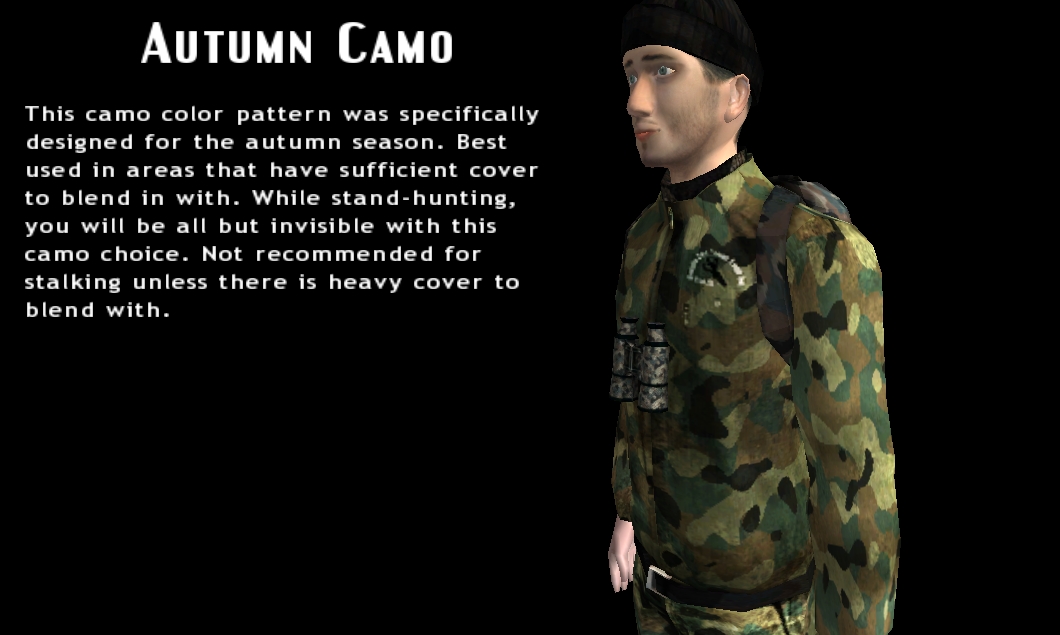 AUTUMN CAMO
This camo color pattern was specifically
designed for the autumn season. Best
used in areas that have sufficient cover
to blend in with. While stand-hunting,
you will be all but invisible with this
camo choice. Not recommended for
stalking unless there is heavy cover to
blend with.